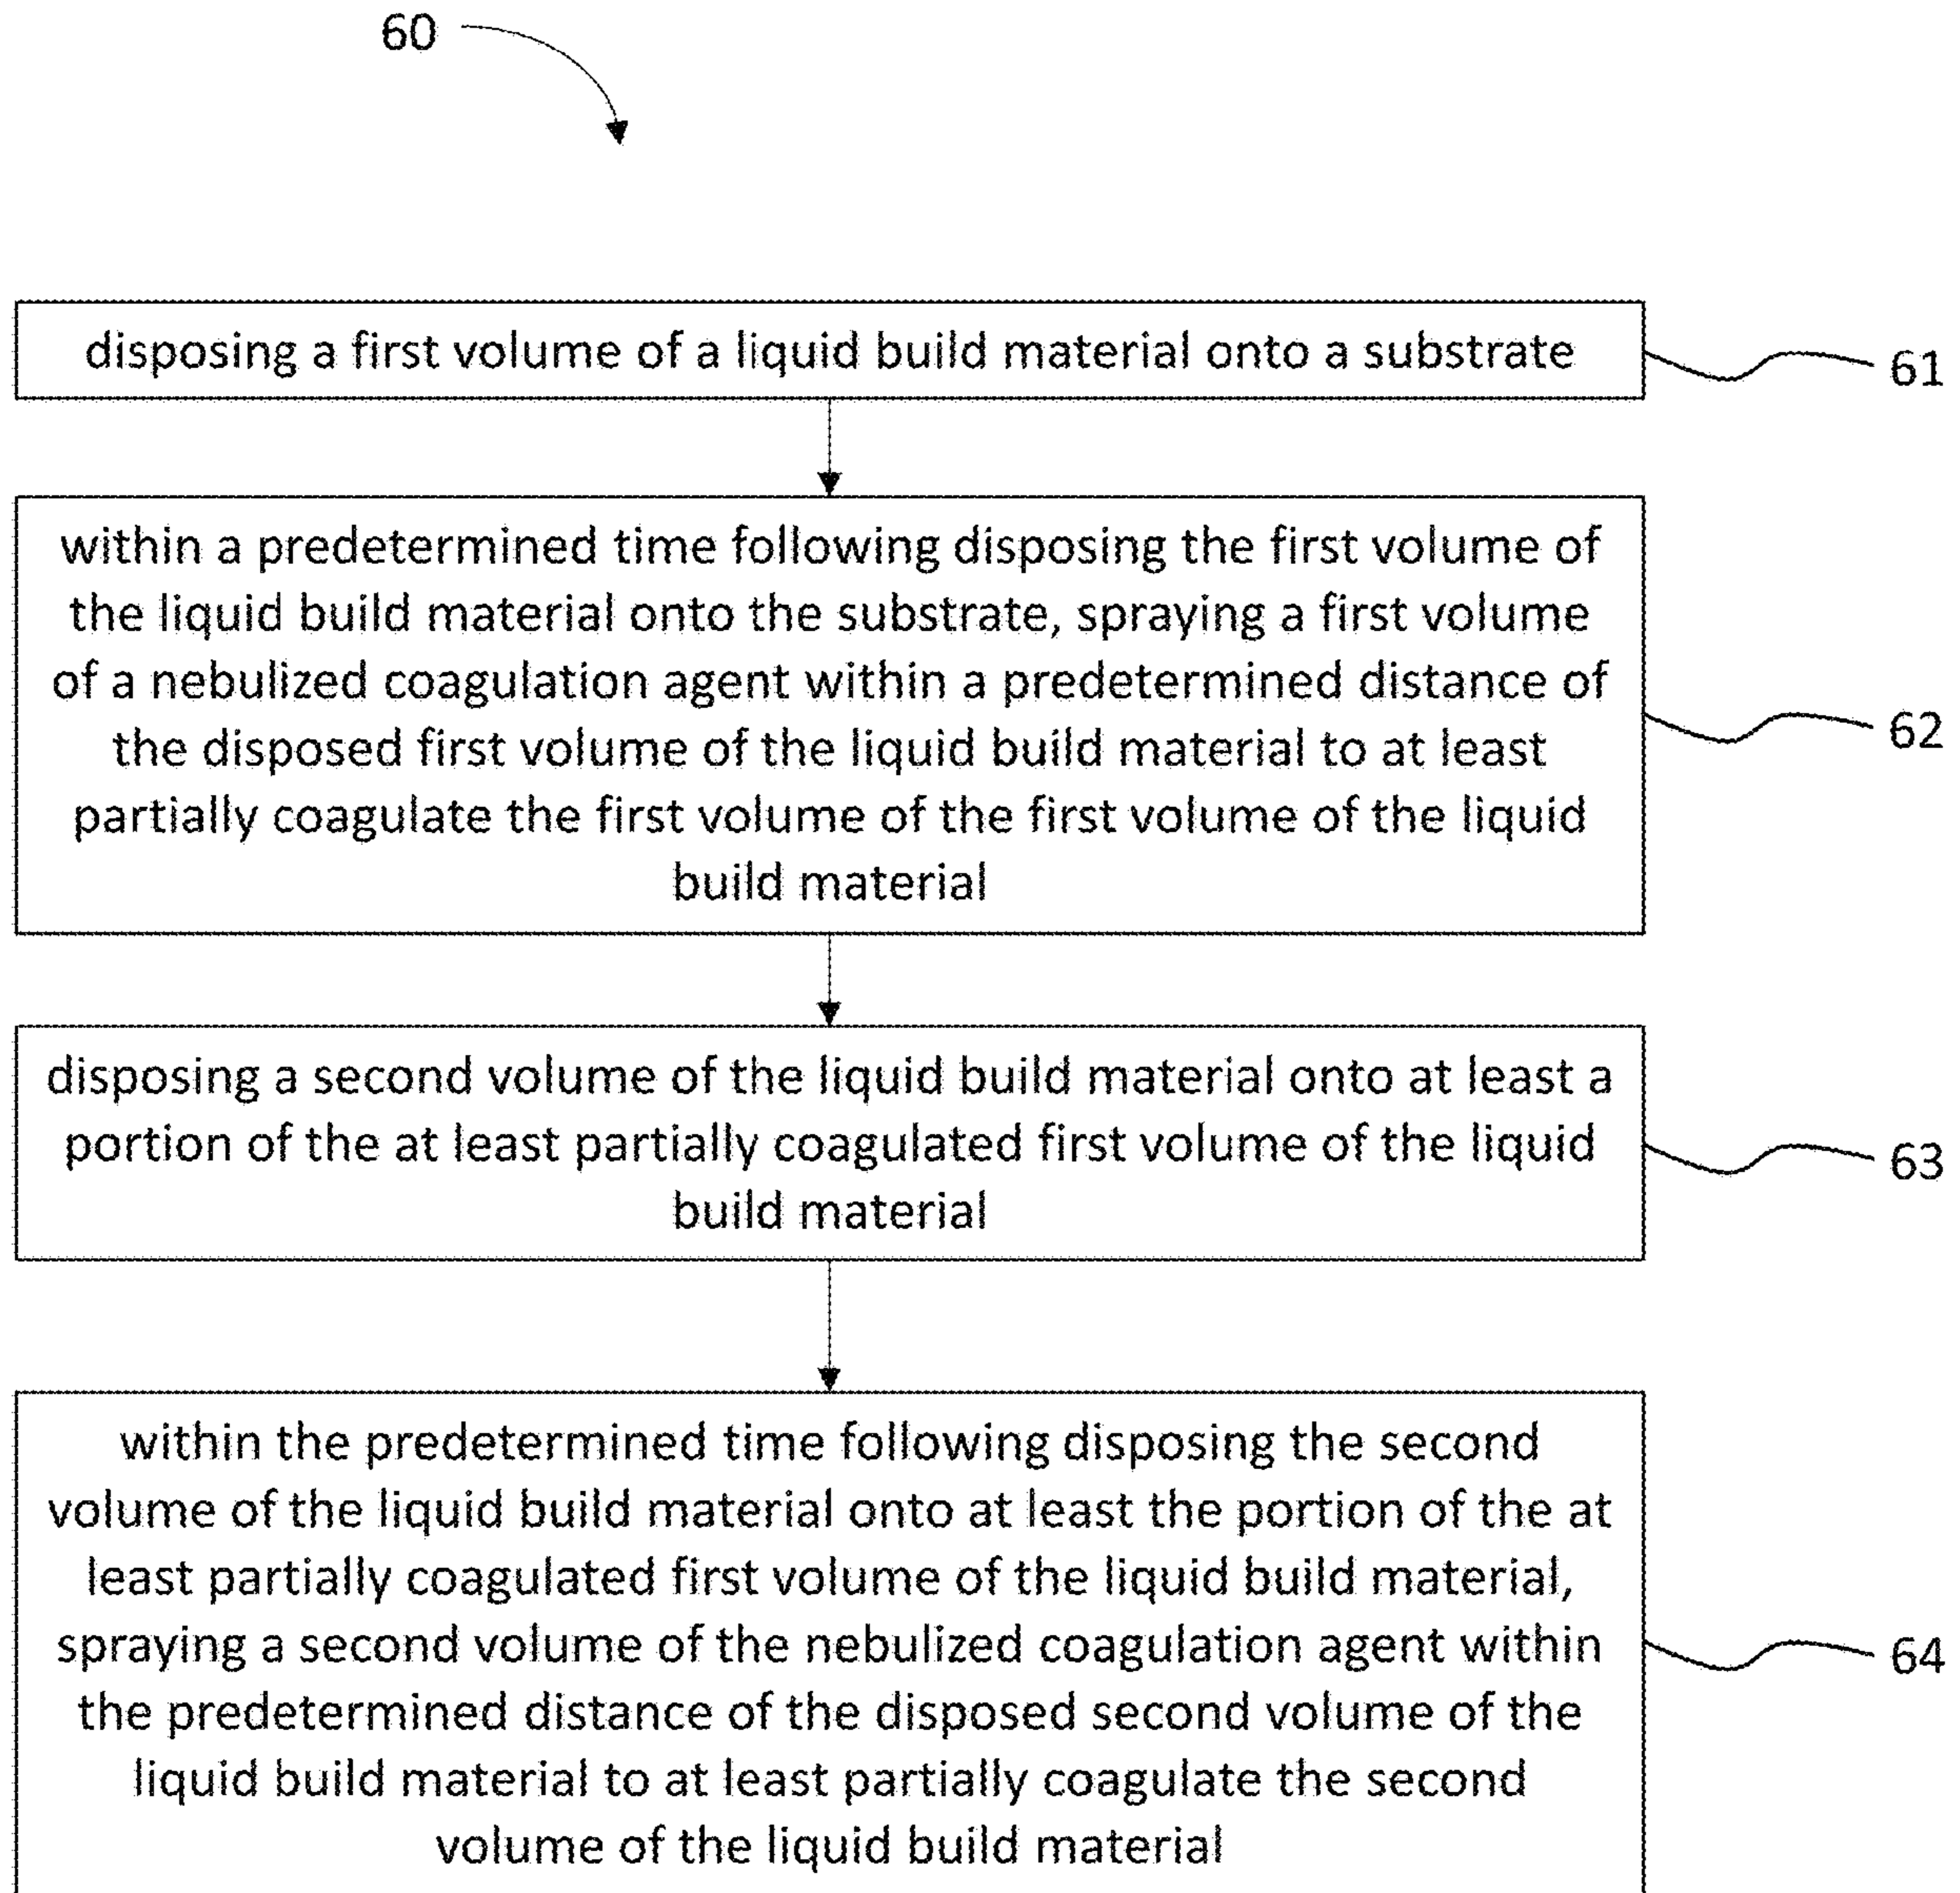 60
disposing a first volume of a liquid build material onto a substrate
61
within a predetermined time following disposing the first volume of
the liquid build material onto the substrate, spraying a first volume
of a nebulized coagulation agent within a predetermined distance of
the disposed first volume of the liquid build material to at least
partially coagulate the first volume of the first volume of the liquid
build material
62
disposing a second volume of the liquid build material onto at least a
portion of the at least partially coagulated first volume of the liquid
build material
63
within the predetermined time following disposing the second
volume of the liquid build material onto at least the portion of the at
least partially coagulated first volume of the liquid build material,
spraying a second volume of the nebulized coagulation agent within
the predetermined distance of the disposed second volume of the
liquid build material to at least partially coagulate the second
volume of the liquid build material
64